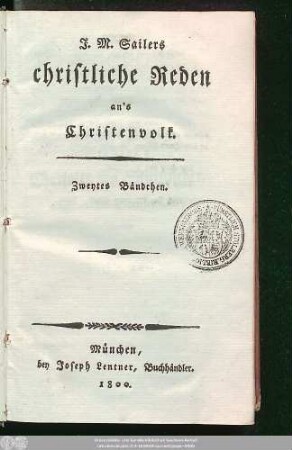 J. M. Sailers
christliche Reden
an's
Christenvolk.
Zweytes Bändchen.
München,
bey Joseph Lentner, Buchhändler.
1800.